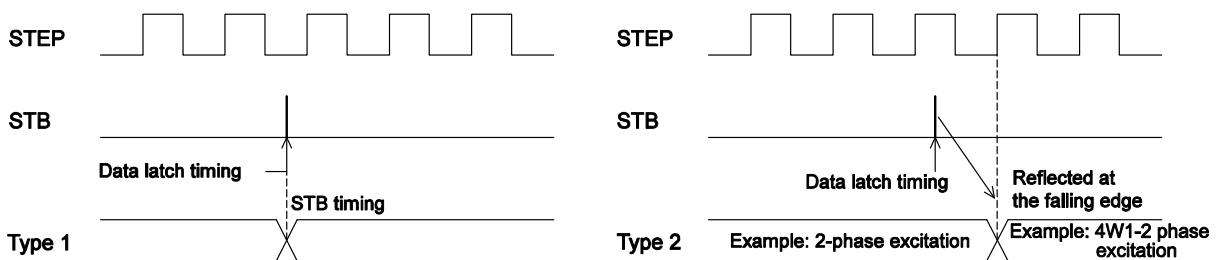 STEP
STB
Data latch timing
STB timing
Type 1
STEP
STB
Data latch timing
Reflected at
the falling edge
Type 2
Example: 2-phase excitation
Example: 4W1-2 phase
excitation